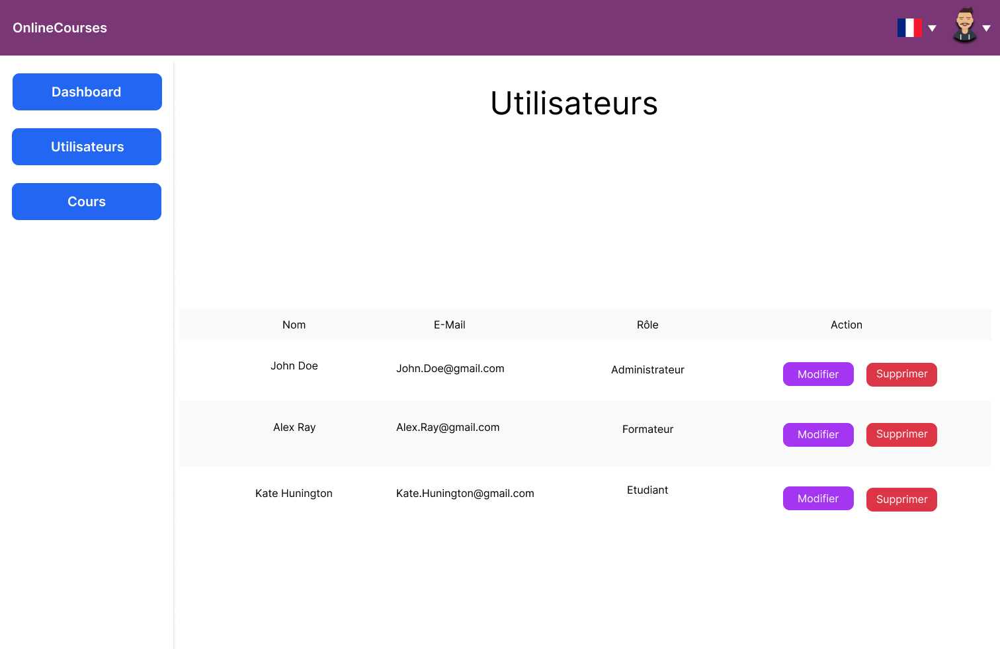 OnlineCourses
Dashboard
Utilisateurs
Cours
Utilisateurs
Nom E-Mail Rôle Action
John Doe John.Doe@gmail.com Administrateur Modifier Supprimer
Alex Ray Alex.Ray@gmail.com Formateur Modifier Supprimer
Kate Hunington Kate.Hunington@gmail.com Etudiant Modifier Supprimer